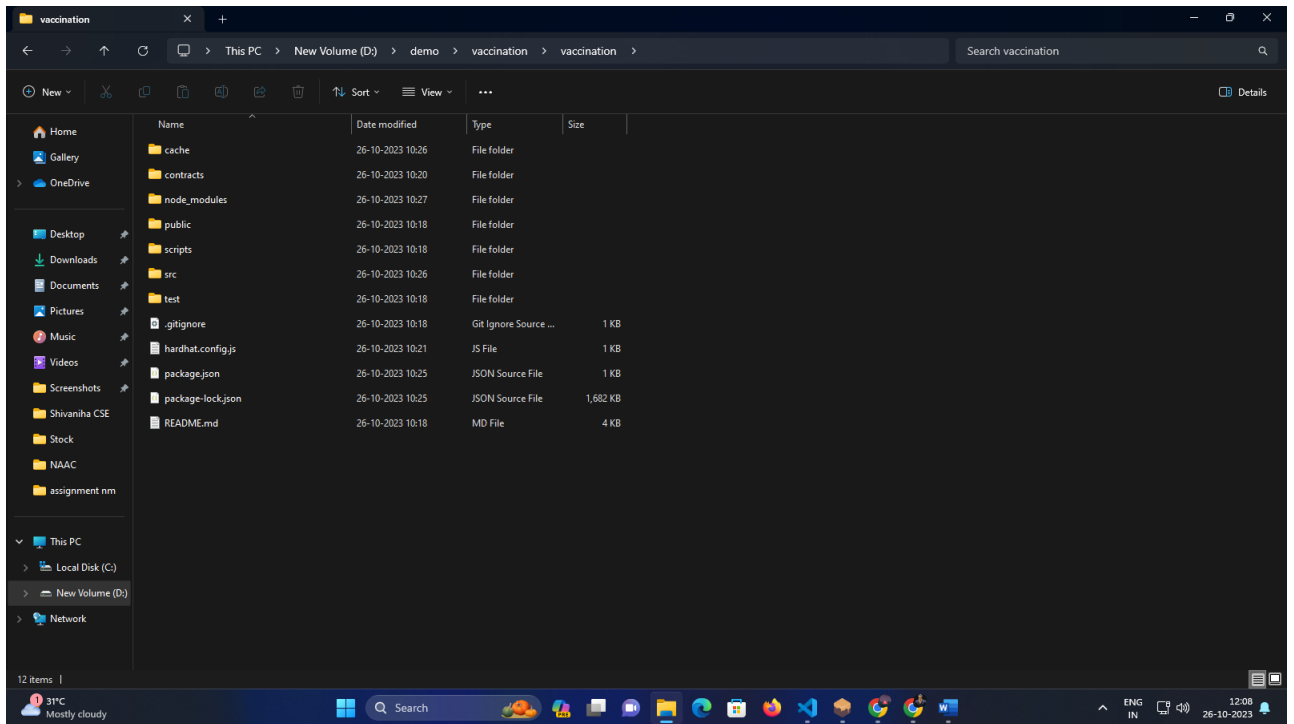 vaccination
This PC > New Volume (D:) > demo > vaccination > vaccination >
Search vaccination
New
Sort
View
Details
Name Date modified Type Size
Home
Gallery
OneDrive
Desktop
Downloads
Documents
Pictures
Music
Videos
Screenshots
Shivaniha CSE
Stock
NAAC
assignment nm
This PC
Local Disk (C:)
New Volume (D:)
Network
cache 26-10-2023 10:26 File folder
contracts 26-10-2023 10:20 File folder
node_modules 26-10-2023 10:27 File folder
public 26-10-2023 10:18 File folder
scripts 26-10-2023 10:18 File folder
src 26-10-2023 10:26 File folder
test 26-10-2023 10:18 File folder
.gitignore 26-10-2023 10:18 Git Ignore Source ... 1 KB
hardhat.config.js 26-10-2023 10:21 JS File 1 KB
package.json 26-10-2023 10:25 JSON Source File 1 KB
package-lock.json 26-10-2023 10:25 JSON Source File 1,682 KB
README.md 26-10-2023 10:18 MD File 4 KB
12 items
1
31°C
Mostly cloudy
Search
PRE
ENG
IN
12:08
26-10-2023